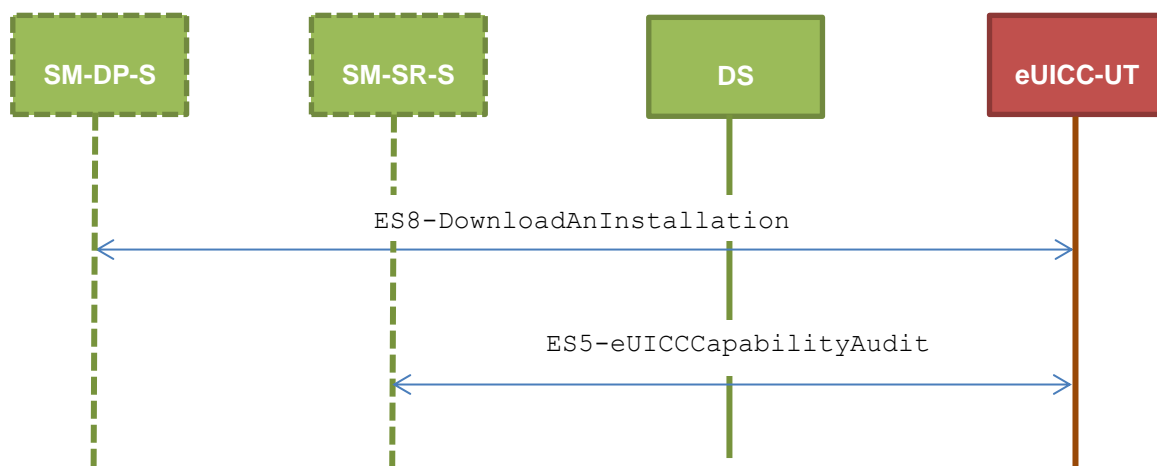 SM-DP-S
SM-SR-S
DS
eUICC-UT
ES8-DownloadAnInstallation
ES5-eUICCCapabilityAudit